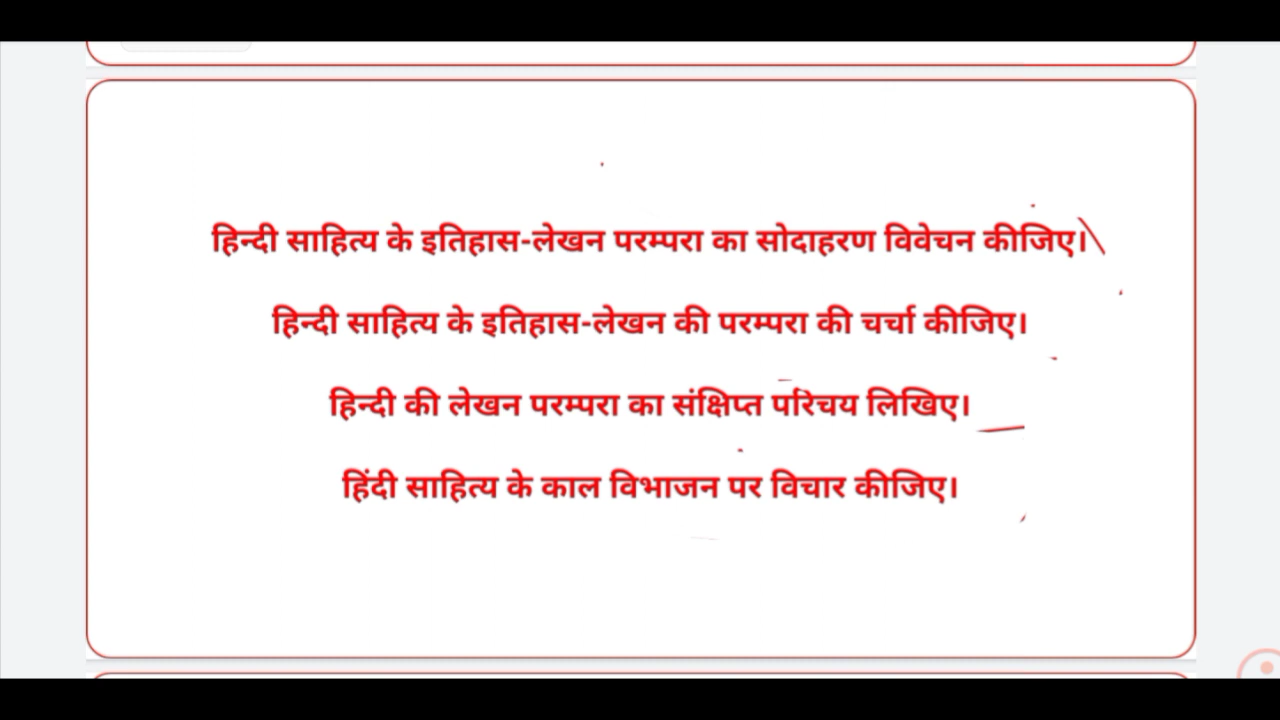 हिन्दी साहित्य के इतिहास-लेखन परम्परा का सोदाहरण विवेचन कीजिए।
हिन्दी साहित्य के इतिहास-लेखन की परम्परा की चर्चा कीजिए।
हिन्दी की लेखन परम्परा का संक्षिप्त परिचय लिखिए।
हिंदी साहित्य के काल विभाजन पर विचार कीजिए।